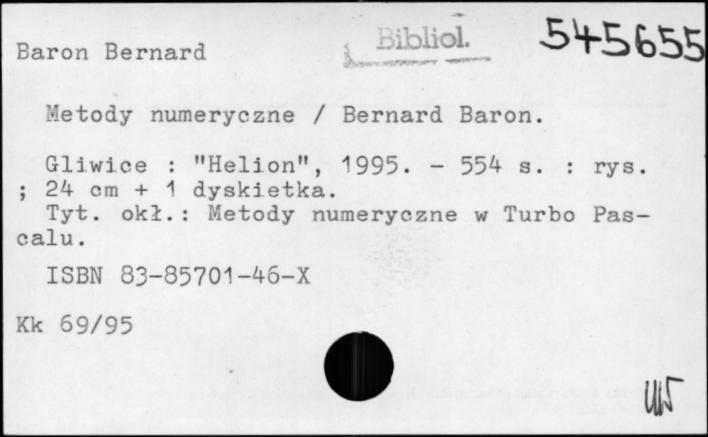 Bibliol. 545655
Baron Bernard
Metody numeryczne / Bernard Baron.
Gliwice : "Helion", 1995. - 554 s. : rys.
; 24 cm + 1 dyskietka.
Tyt. okł.: Metody numeryczne w Turbo Pas-
calu.
ISBN 83-85701-46-X
Kk 69/95